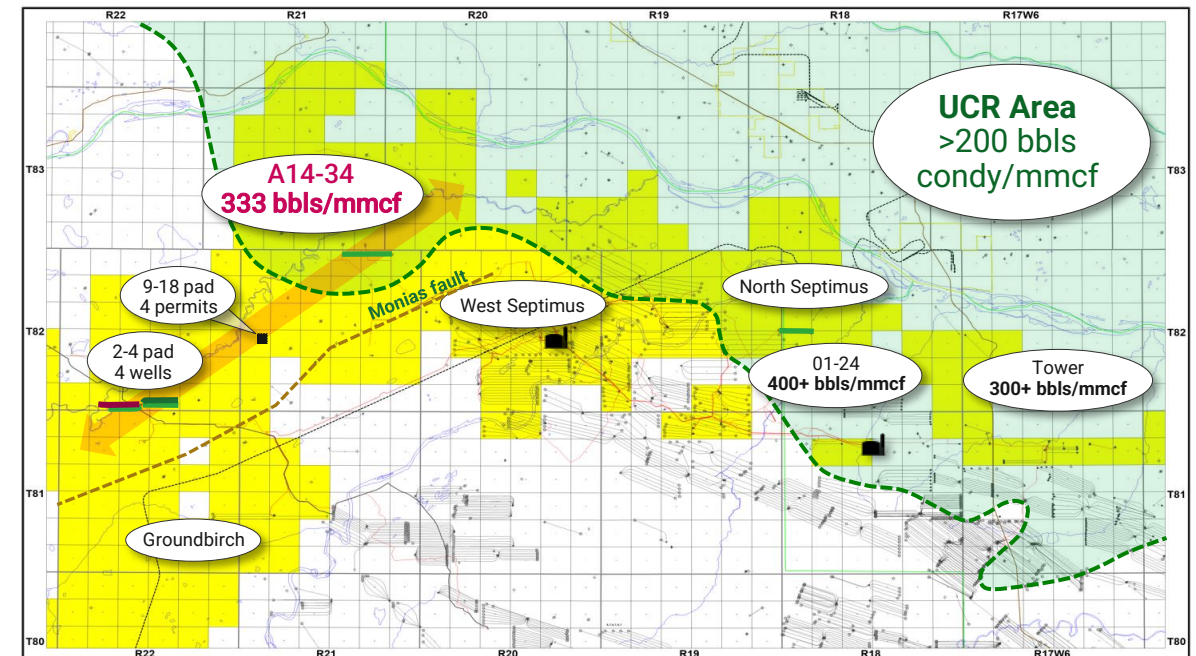 R22
R21
R20
R19
R18
R17W6
UCR Area
>200 bbls
condy/mmcf
T83
A14-34
333 bbls/mmcf
T83
9-18 pad
4 permits
Monias fault
West Septimus
North Septimus
T82
T82
2-4 pad
4 wells
01-24
400+ bbls/mmcf
Tower
300+ bbls/mmcf
T81
T81
Groundbirch
T80
T80
R22
R21
R20
R19
R18
R17W6